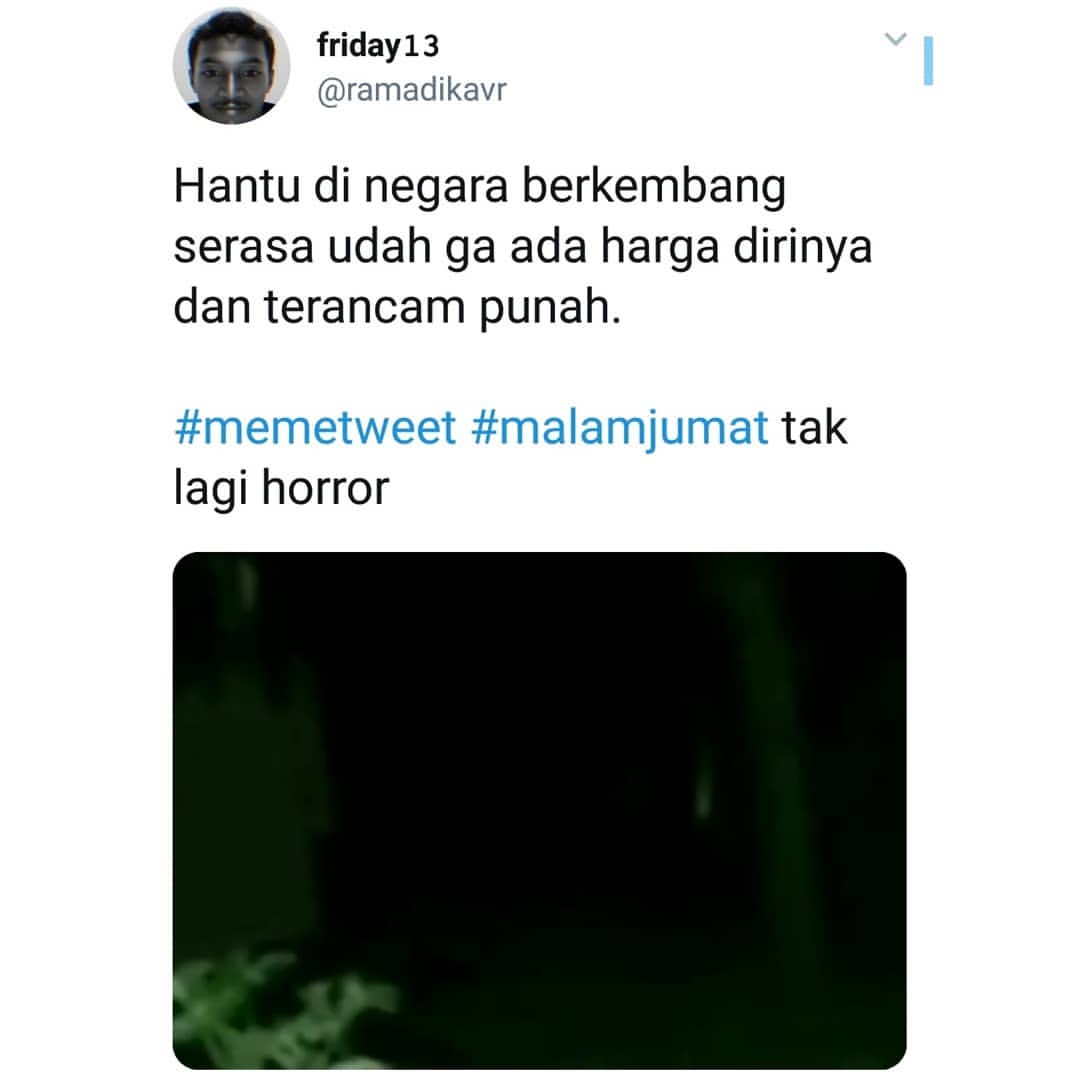 friday13
@ramadikavr
Hantu di negara berkembang
serasa udah ga ada harga dirinya
dan terancam punah.
#memetweet #malamjumat tak
lagi horror